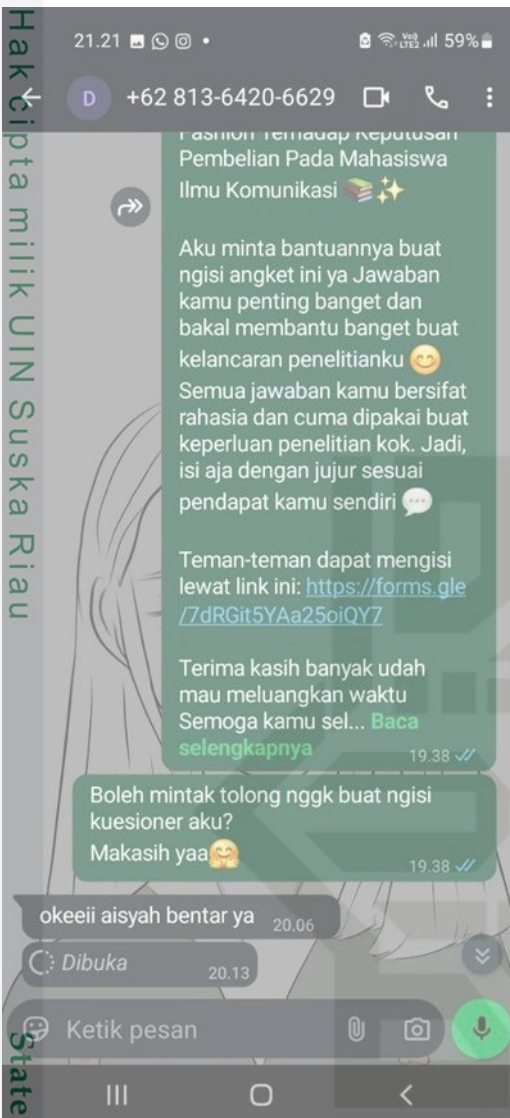 Hak cipta milik UIN Suska Riau
State
21.21
Vo))
LTE2
59%
D
+62 813-6420-6629
Fashion Terhadap Keputusan
Pembelian Pada Mahasiswa
Ilmu Komunikasi 📚✨
Aku minta bantuannya buat
ngisi angket ini ya Jawaban
kamu penting banget dan
bakal membantu banget buat
kelancaran penelitianku 😊
Semua jawaban kamu bersifat
rahasia dan cuma dipakai buat
keperluan penelitian kok. Jadi,
isi aja dengan jujur sesuai
pendapat kamu sendiri 💬
Teman-teman dapat mengisi
lewat link ini: https://forms.gle
/7dRGit5YAa25oiQY7
Terima kasih banyak udah
mau meluangkan waktu
Semoga kamu sel... Baca
selengkapnya
19.38
Boleh mintak tolong nggk buat ngisi
kuesioner aku?
Makasih yaa🤗
19.38
okeeii aisyah bentar ya
20.06
Dibuka
20.13
Ketik pesan